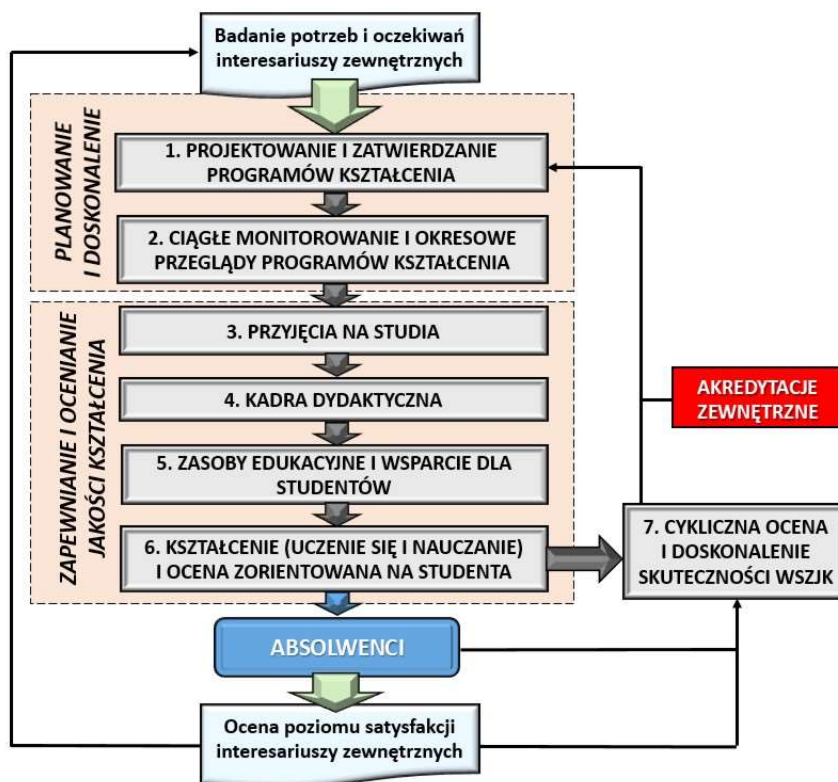 Badanie potrzeb i oczekiwań
interesariuszy zewnętrznych
PLANOWANIE
I DOSKONALENIE
1. PROJEKTOWANIE I ZATWIERDZANIE
PROGRAMÓW KSZTAŁCENIA
2. CIĄGŁE MONITOROWANIE I OKRESOWE
PRZEGLĄDY PROGRAMÓW KSZTAŁCENIA
ZAPEWNIANIE I OCENIANIE
JAKOŚCI KSZTAŁCENIA
3. PRZYJĘCIA NA STUDIA
4. KADRA DYDAKTYCZNA
5. ZASOBY EDUKACYJNE I WSPARCIE DLA
STUDENTÓW
6. KSZTAŁCENIE (UCZENIE SIĘ I NAUCZANIE)
I OCENA ZORIENTOWANA NA STUDENTA
AKREDYTACJE
ZEWNĘTRZNE
7. CYKLICZNA OCENA
I DOSKONALENIE
SKUTECZNOŚCI WSZJK
ABSOLWENCI
Ocena poziomu satysfakcji
interesariuszy zewnętrznych